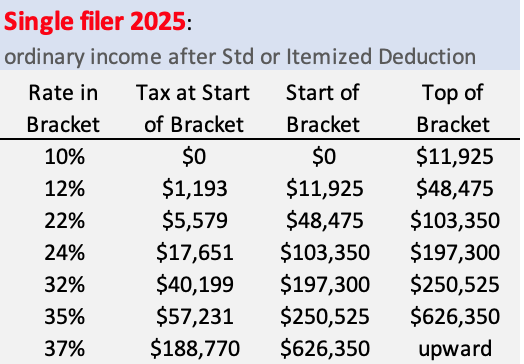 Single filer 2025:
ordinary income after Std or Itemized Deduction
Rate in Tax at Start Start of Top of
Bracket of Bracket Bracket Bracket
10% $0 $0 $11,925
12% $1,193 $11,925 $48,475
22% $5,579 $48,475 $103,350
24% $17,651 $103,350 $197,300
32% $40,199 $197,300 $250,525
35% $57,231 $250,525 $626,350
37% $188,770 $626,350 upward